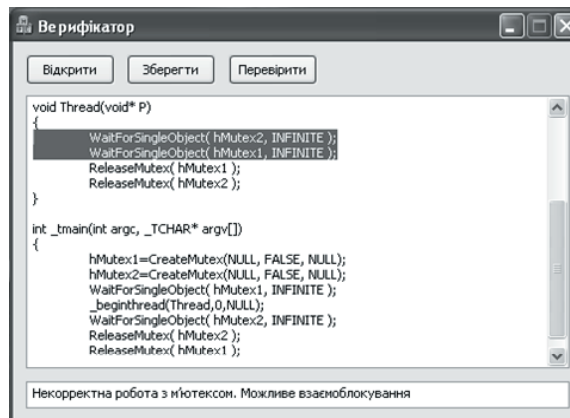 Верифікатор
Відкрити Зберегти Перевірити
void Thread(void* P)
{
WaitForSingleObject( hMutex2, INFINITE );
WaitForSingleObject( hMutex1, INFINITE );
ReleaseMutex( hMutex1 );
ReleaseMutex( hMutex2 );
}
int _tmain(int argc, _TCHAR* argv[])
{
hMutex1=CreateMutex(NULL, FALSE, NULL);
hMutex2=CreateMutex(NULL, FALSE, NULL);
WaitForSingleObject( hMutex1, INFINITE );
_beginthread(Thread,0,NULL);
WaitForSingleObject( hMutex2, INFINITE );
ReleaseMutex( hMutex2 );
ReleaseMutex( hMutex1 );
Некорректна робота з м'ютексом. Можливе взаємоблокування